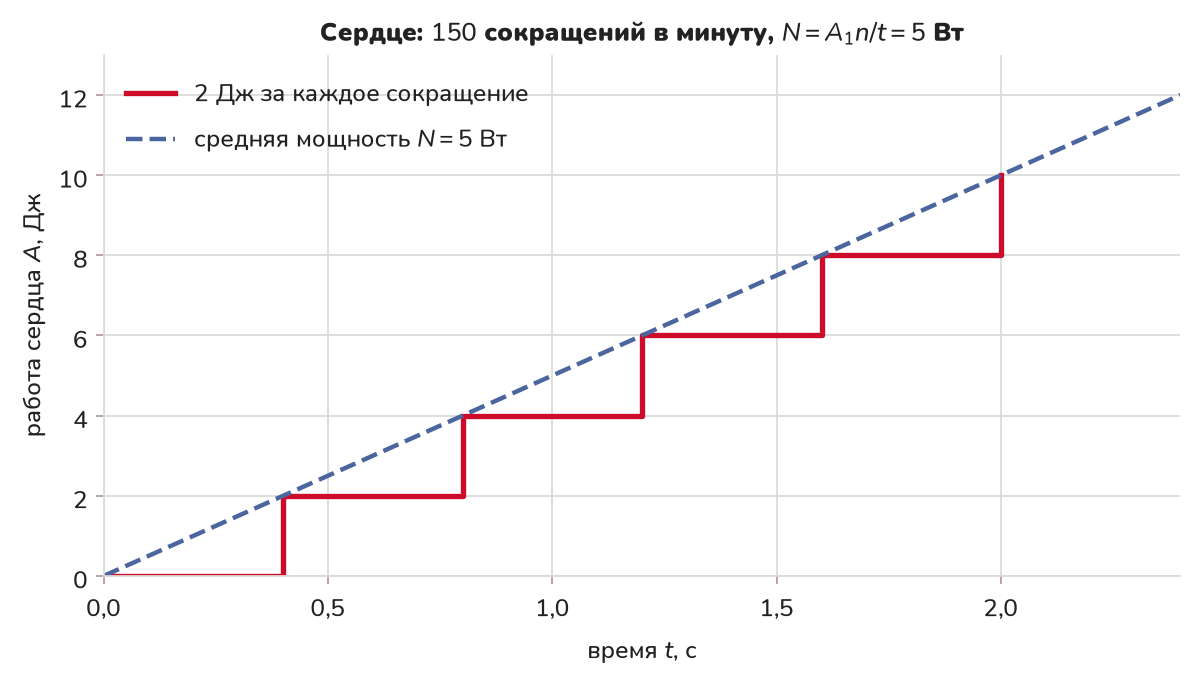 Сердце: 150 сокращений в минуту, N = A₁n/t = 5 Вт
2 Дж за каждое сокращение
средняя мощность N = 5 Вт
работа сердца A, Дж
12
10
8
6
4
2
0
0,0 0,5 1,0 1,5 2,0
время t, с